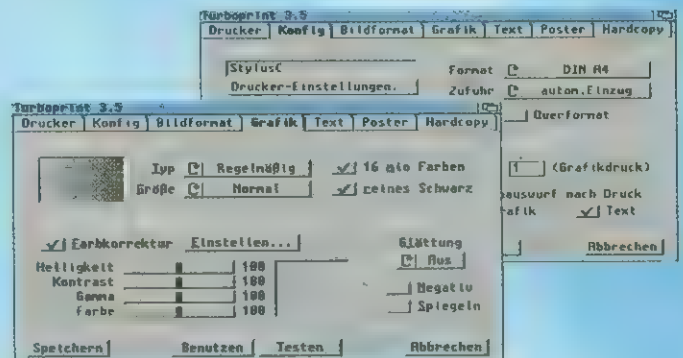 Turboprint 3.5
Drucker Konfig Bildformat Grafik Text Poster Hardcopy
StylusC
Drucker-Einstellungen.
Format DIN A4
Zufuhr autom.Einzug
Querformat
1 (Grafikdruck)
auswurf nach Druck
afik Text
Abbrechen
Turboprint 3.5
Drucker Konfig Bildformat Grafik Text Poster Hardcopy
Typ Regelmäßig
Größe Normal
16 mio Farben
reines Schwarz
Farbkorrektur Einstellen...
Helligkeit 100
Kontrast 100
Gamma 100
Farbe 100
Glättung
Aus
Negativ
Spiegeln
Speichern Benutzen Testen Abbrechen